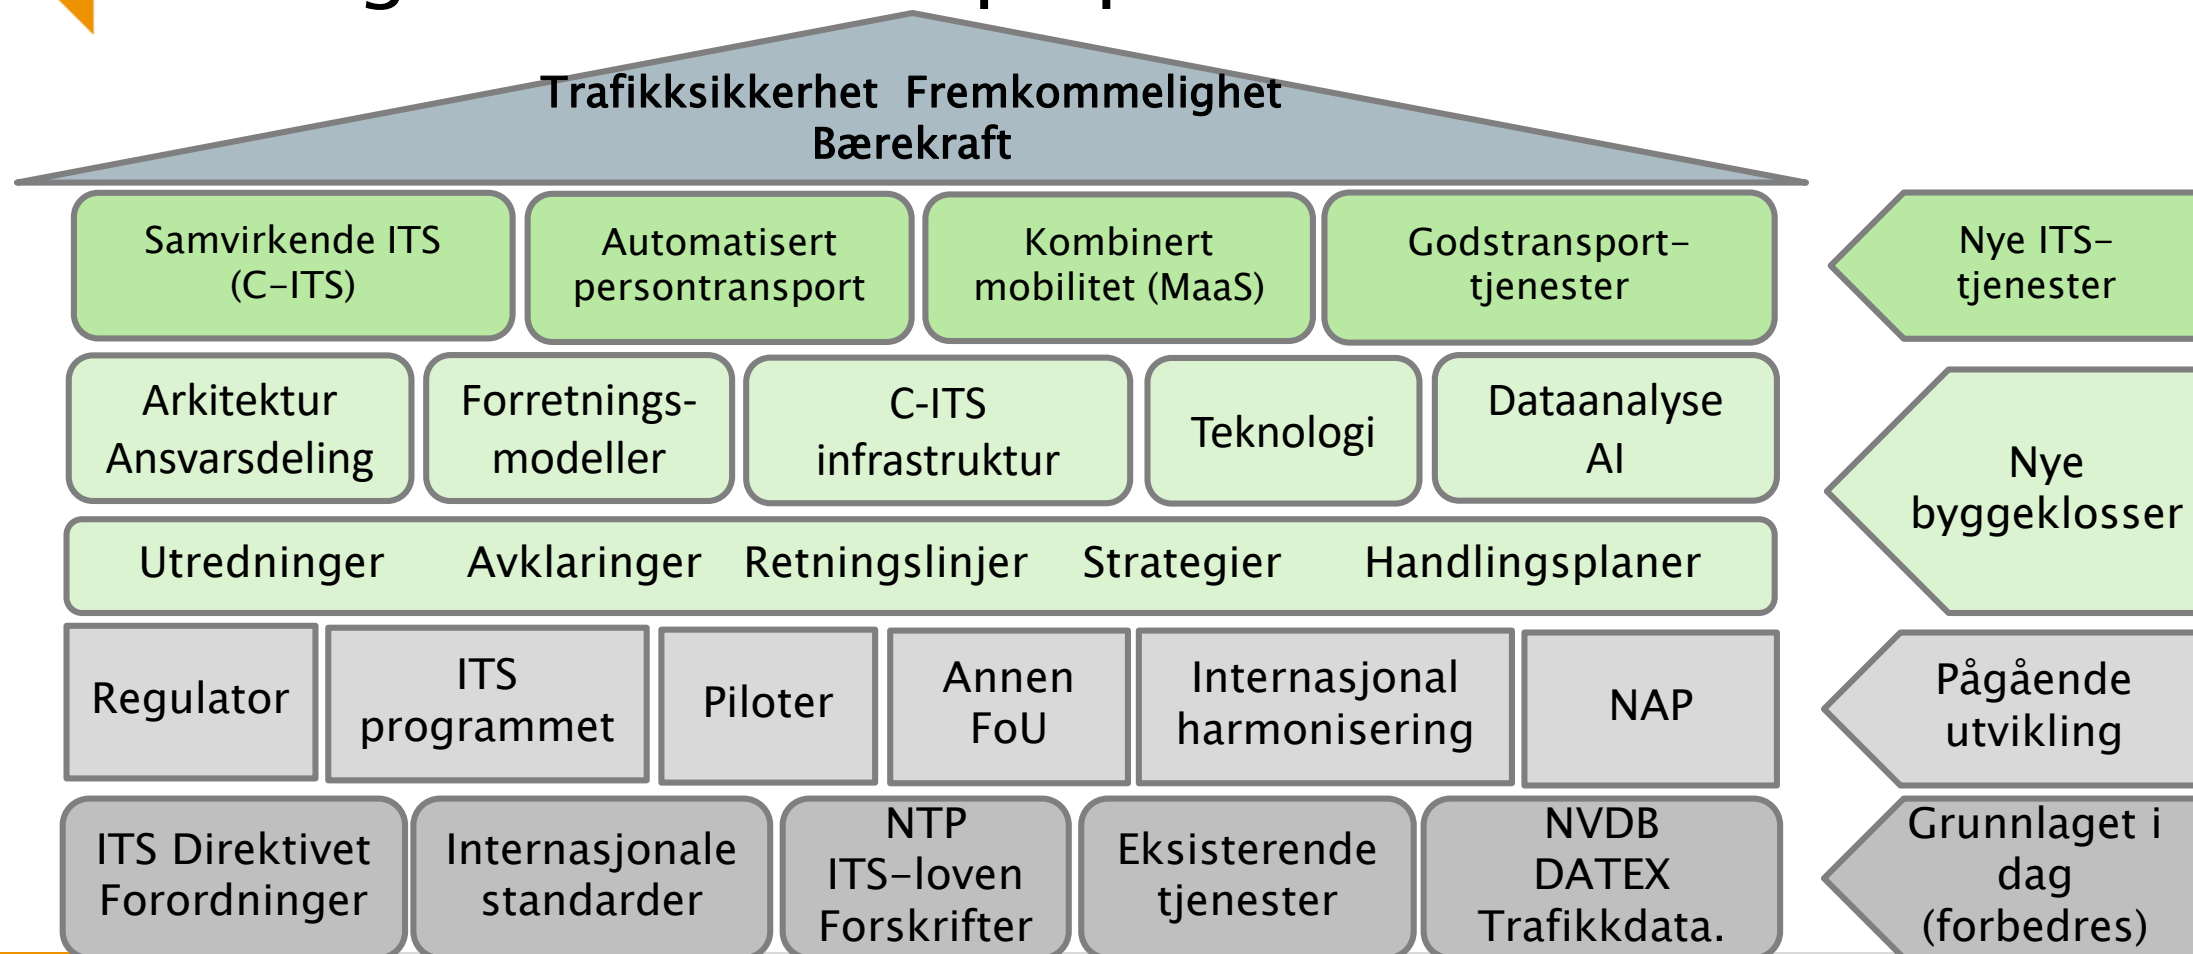 Trafikksikkerhet Fremkommelighet
Bærekraft
Samvirkende ITS
(C-ITS)
Automatisert
persontransport
Kombinert
mobilitet (MaaS)
Godstransport-
tjenester
Nye ITS-
tjenester
Arkitektur
Ansvarsdeling
Forretnings-
modeller
C-ITS
infrastruktur
Teknologi
Dataanalyse
AI
Nye
byggeklosser
Utredninger Avklaringer Retningslinjer Strategier Handlingsplaner
Regulator
ITS
programmet
Piloter
Annen
FoU
Internasjonal
harmonisering
NAP
Pågående
utvikling
ITS Direktivet
Forordninger
Internasjonale
standarder
NTP
ITS-loven
Forskrifter
Eksisterende
tjenester
NVDB
DATEX
Trafikkdata.
Grunnlaget i
dag
(forbedres)